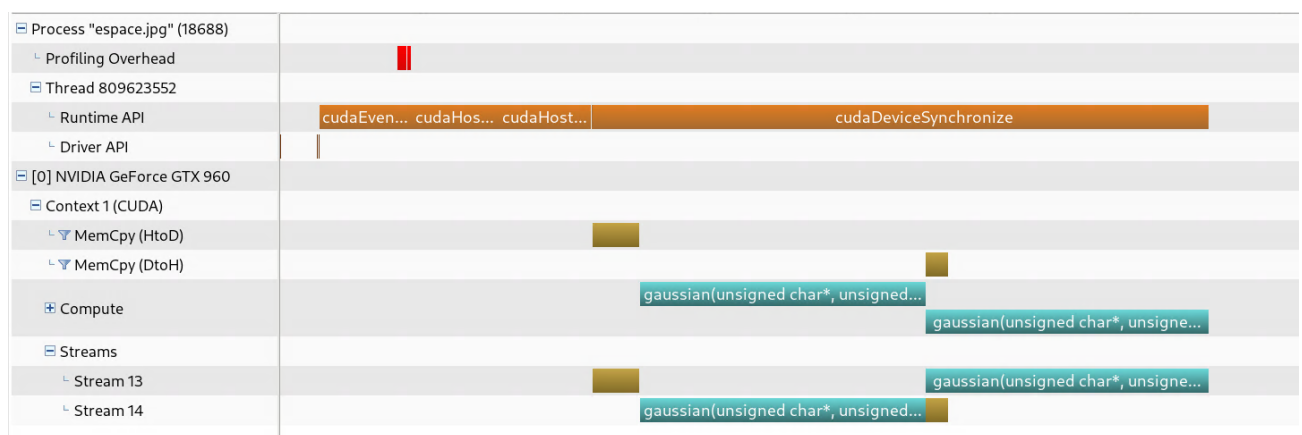 Process "espace.jpg" (18688)
Profiling Overhead
Thread 809623552
Runtime API
cudaEven... cudaHos... cudaHost... cudaDeviceSynchronize
Driver API
[0] NVIDIA GeForce GTX 960
Context 1 (CUDA)
MemCpy (HtoD)
MemCpy (DtoH)
gaussian(unsigned char*, unsigned...
Compute
gaussian(unsigned char*, unsigne...
Streams
Stream 13
gaussian(unsigned char*, unsigne...
Stream 14
gaussian(unsigned char*, unsigned...